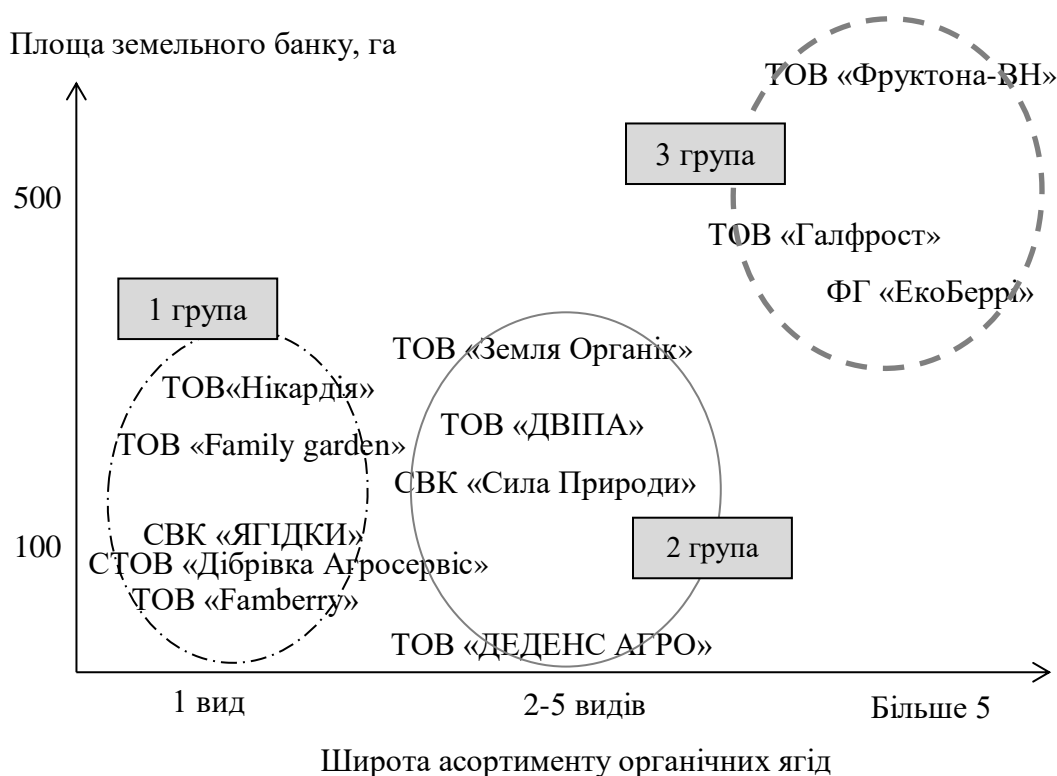 Площа земельного банку, га
ТОВ «Фруктона-ВН»
3 група
500
ТОВ «Галфрост»
ФГ «ЕкоБеррі»
1 група
ТОВ «Земля Органік»
ТОВ«Нікардія»
ТОВ «ДВІПА»
ТОВ «Family garden»
СВК «Сила Природи»
СВК «ЯГІДКИ»
100
2 група
СТОВ «Дібрівка Агросервіс»
ТОВ «Famberry»
ТОВ «ДЕДЕНС АГРО»
1 вид
2-5 видів
Більше 5
Широта асортименту органічних ягід